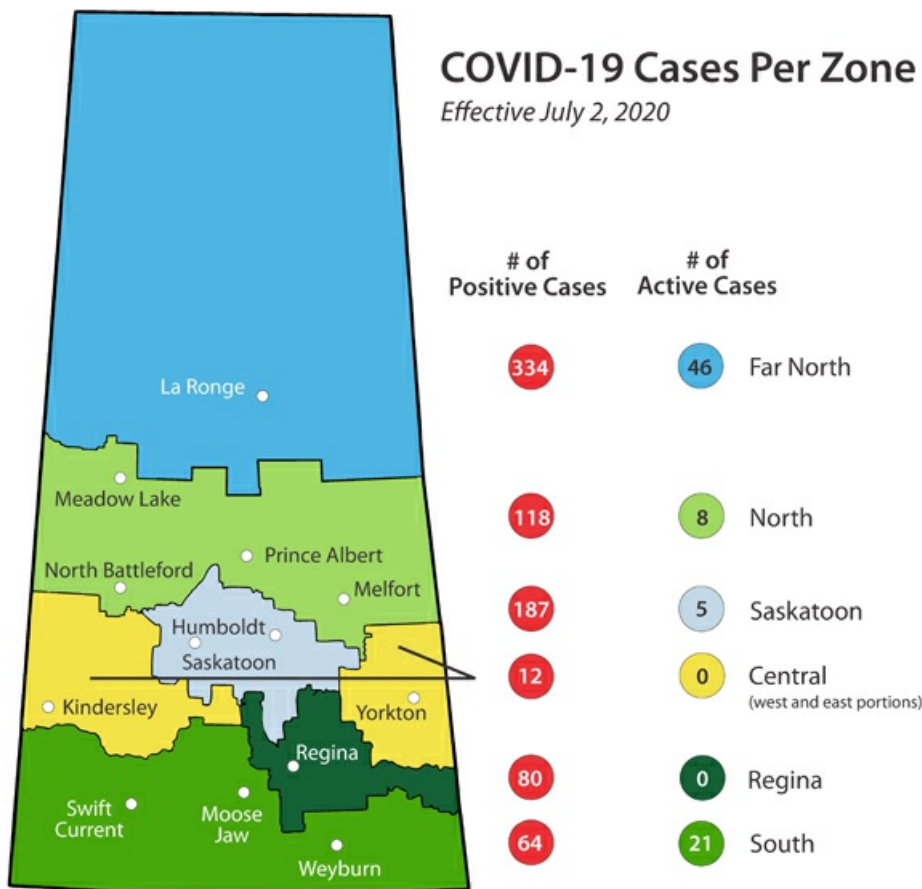 COVID-19 Cases Per Zone
Effective July 2, 2020
# of
Positive Cases
# of
Active Cases
334
46
Far North
118
8
North
187
5
Saskatoon
12
0
Central
(west and east portions)
80
0
Regina
64
21
South
La Ronge
Meadow Lake
Prince Albert
North Battleford
Melfort
Humboldt
Saskatoon
Kindersley
Yorkton
Regina
Swift
Current
Moose
Jaw
Weyburn